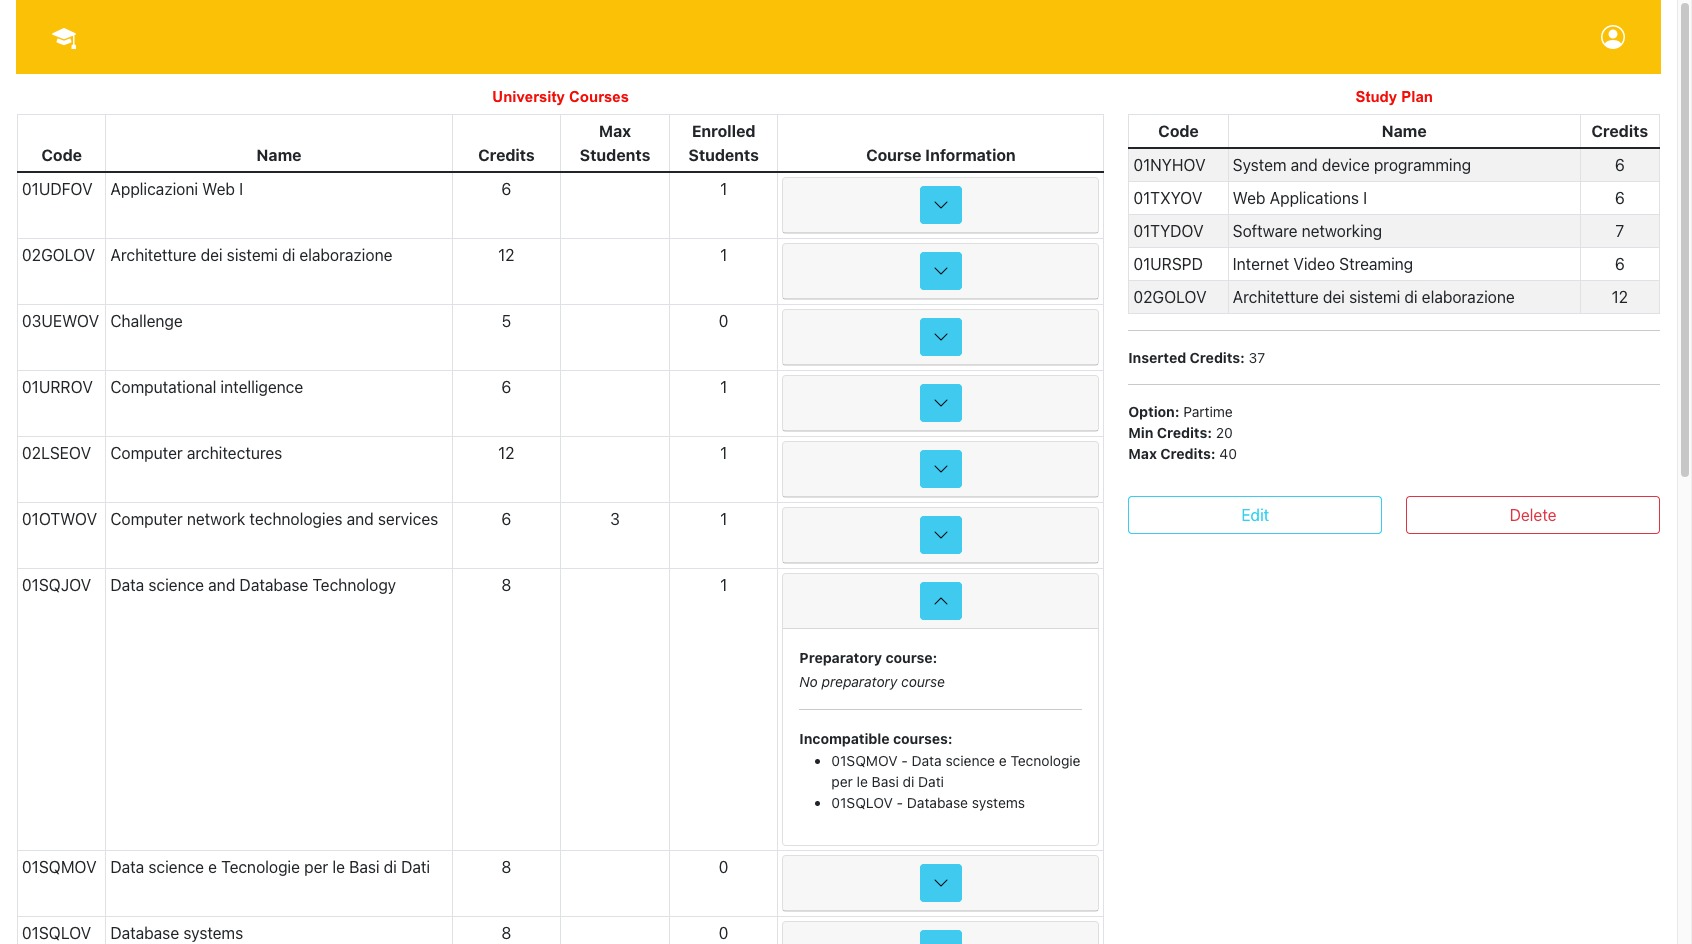 University Courses
Code Name Credits Max Students Enrolled Students Course Information
01UDFOV Applicazioni Web I 6 1
02GOLOV Architetture dei sistemi di elaborazione 12 1
03UEWOV Challenge 5 0
01URROV Computational intelligence 6 1
02LSEOV Computer architectures 12 1
01OTWOV Computer network technologies and services 6 3 1
01SQJOV Data science and Database Technology 8 1
Preparatory course:
No preparatory course
Incompatible courses:
• 01SQMOV - Data science e Tecnologie
per le Basi di Dati
• 01SQLOV - Database systems
01SQMOV Data science e Tecnologie per le Basi di Dati 8 0
01SQLOV Database systems 8 0
Study Plan
Code Name Credits
01NYHOV System and device programming 6
01TXYOV Web Applications I 6
01TYDOV Software networking 7
01URSPD Internet Video Streaming 6
02GOLOV Architetture dei sistemi di elaborazione 12
Inserted Credits: 37
Option: Partime
Min Credits: 20
Max Credits: 40
Edit Delete